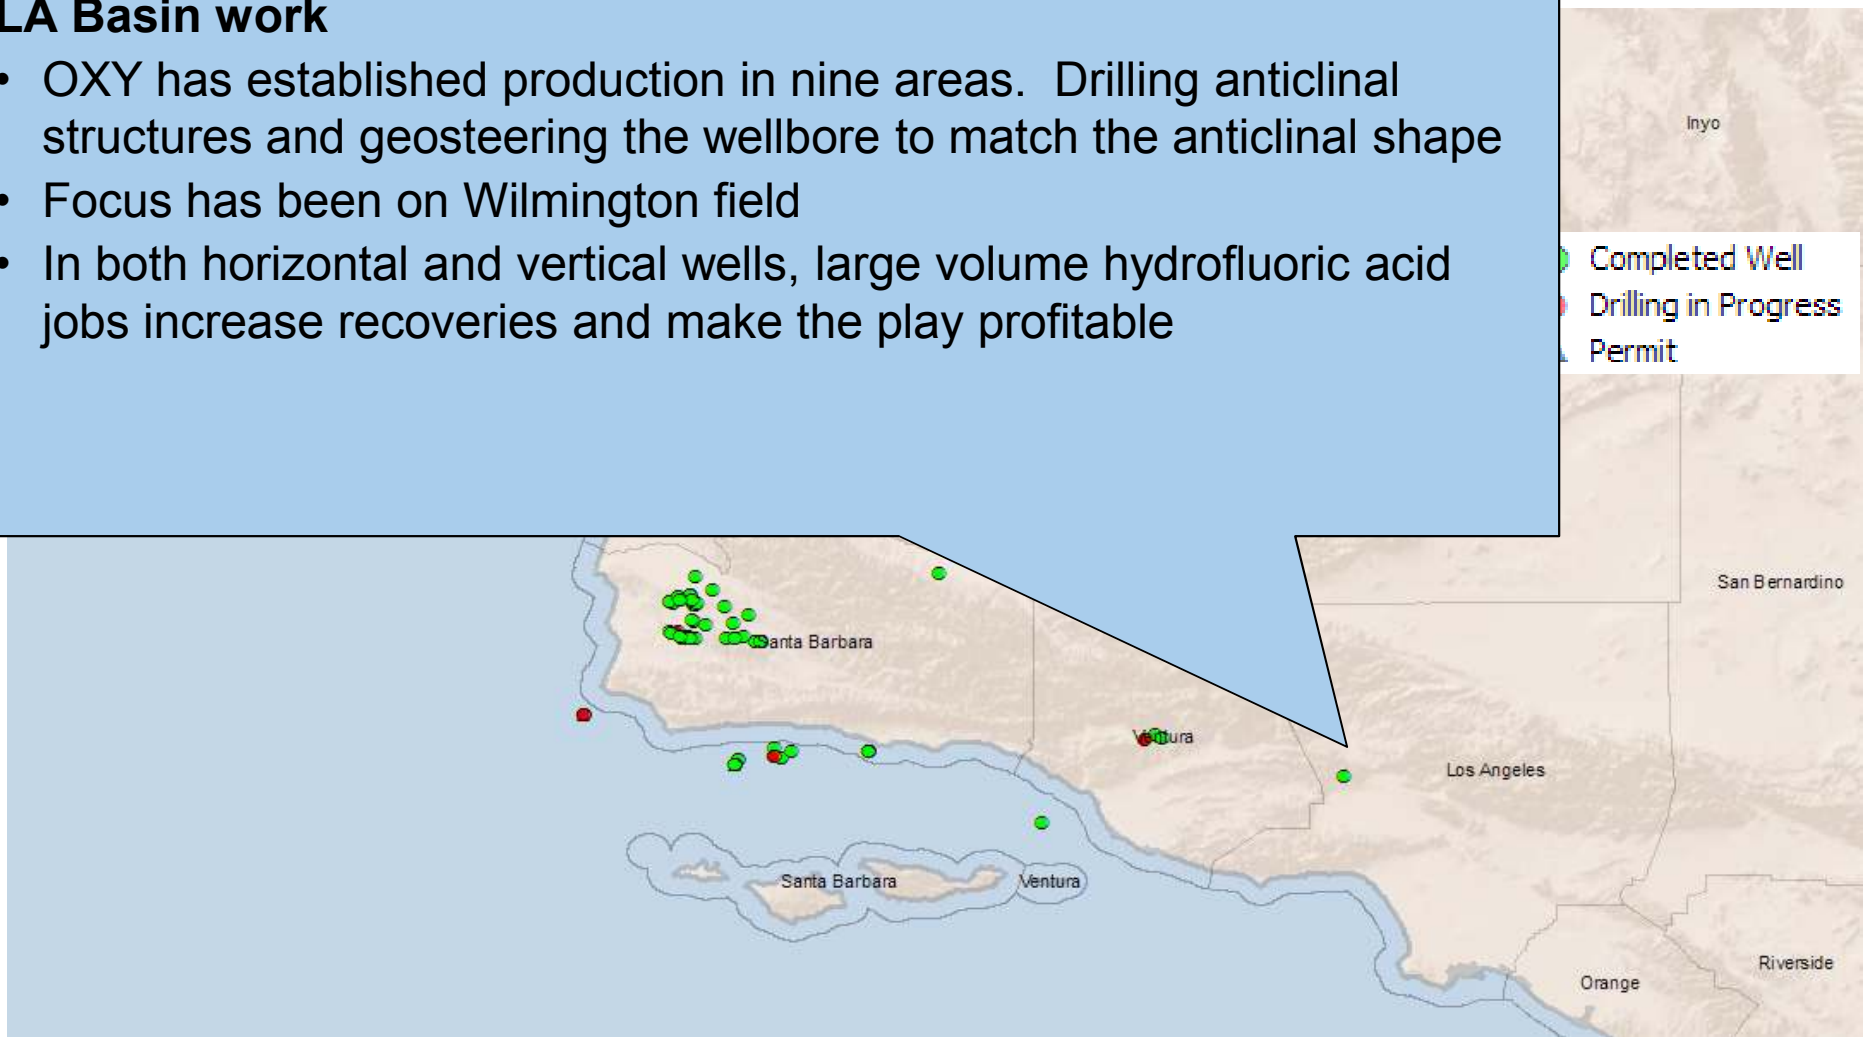 LA Basin work
• OXY has established production in nine areas.  Drilling anticlinal
structures and geosteering the wellbore to match the anticlinal shape
• Focus has been on Wilmington field
• In both horizontal and vertical wells, large volume hydrofluoric acid
jobs increase recoveries and make the play profitable
Inyo
Completed Well
Drilling in Progress
Permit
San Bernardino
Santa Barbara
Ventura
Los Angeles
Santa Barbara
Ventura
Riverside
Orange